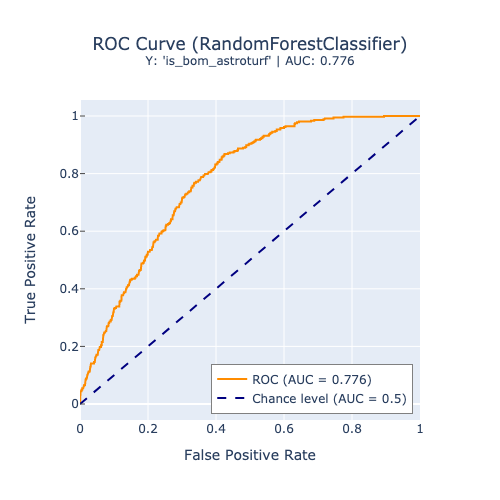 ROC Curve (RandomForestClassifier)
Y: 'is_bom_astroturf' | AUC: 0.776
1
0.8
0.6
0.4
0.2
0
True Positive Rate
ROC (AUC = 0.776)
Chance level (AUC = 0.5)
0
0.2
0.4
0.6
0.8
1
False Positive Rate